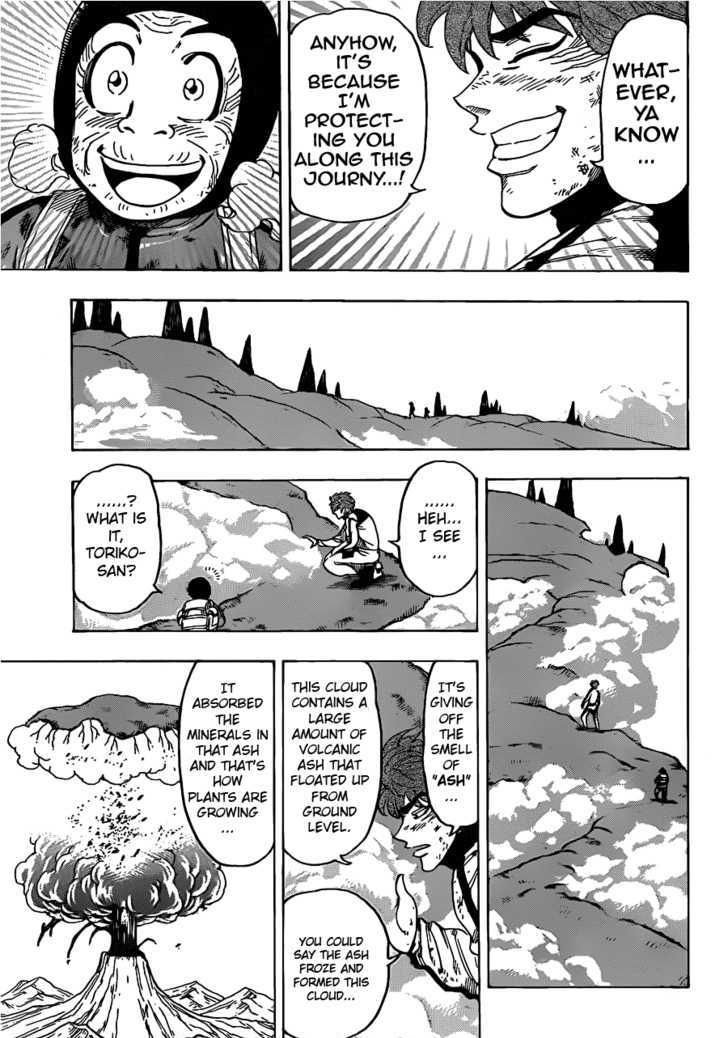 WHAT-
EVER,
YA
KNOW
...
ANYHOW,
IT'S
BECAUSE
I'M
PROTECT-
ING YOU
ALONG THIS
JOURNY...!
......
HEH...
I SEE
...
......?
WHAT IS
IT,
TORIKO-
SAN?
IT'S
GIVING
OFF
THE
SMELL
OF
"ASH"
...
THIS CLOUD
CONTAINS A
LARGE
AMOUNT OF
VOLCANIC
ASH THAT
FLOATED UP
FROM
GROUND
LEVEL.
YOU COULD
SAY THE ASH
FROZE AND
FORMED THIS
CLOUD...
IT
ABSORBED
THE
MINERALS IN
THAT ASH
AND THAT'S
HOW
PLANTS ARE
GROWING
...